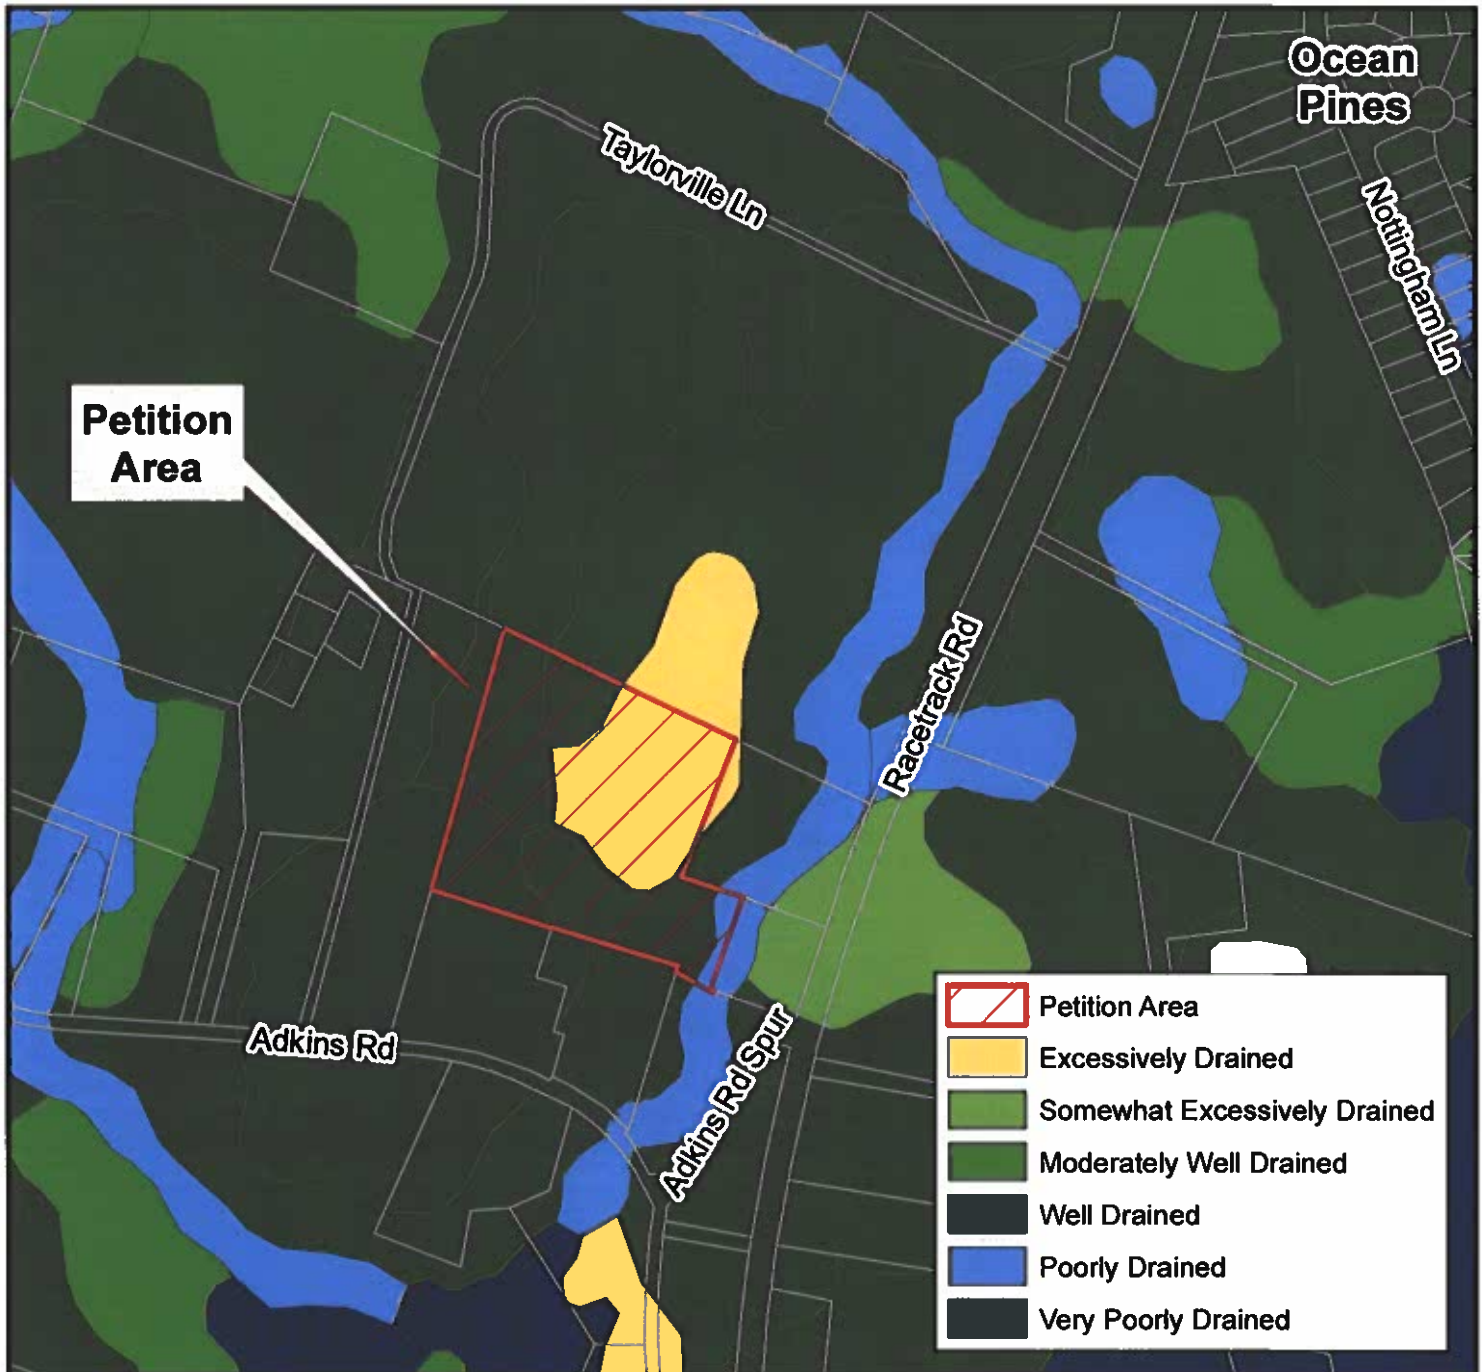 Ocean
Pines
Taylorville Ln
Nottingham Ln
Petition
Area
Racetrack Rd
Adkins Rd
Adkins Rd Spur
Petition Area
Excessively Drained
Somewhat Excessively Drained
Moderately Well Drained
Well Drained
Poorly Drained
Very Poorly Drained